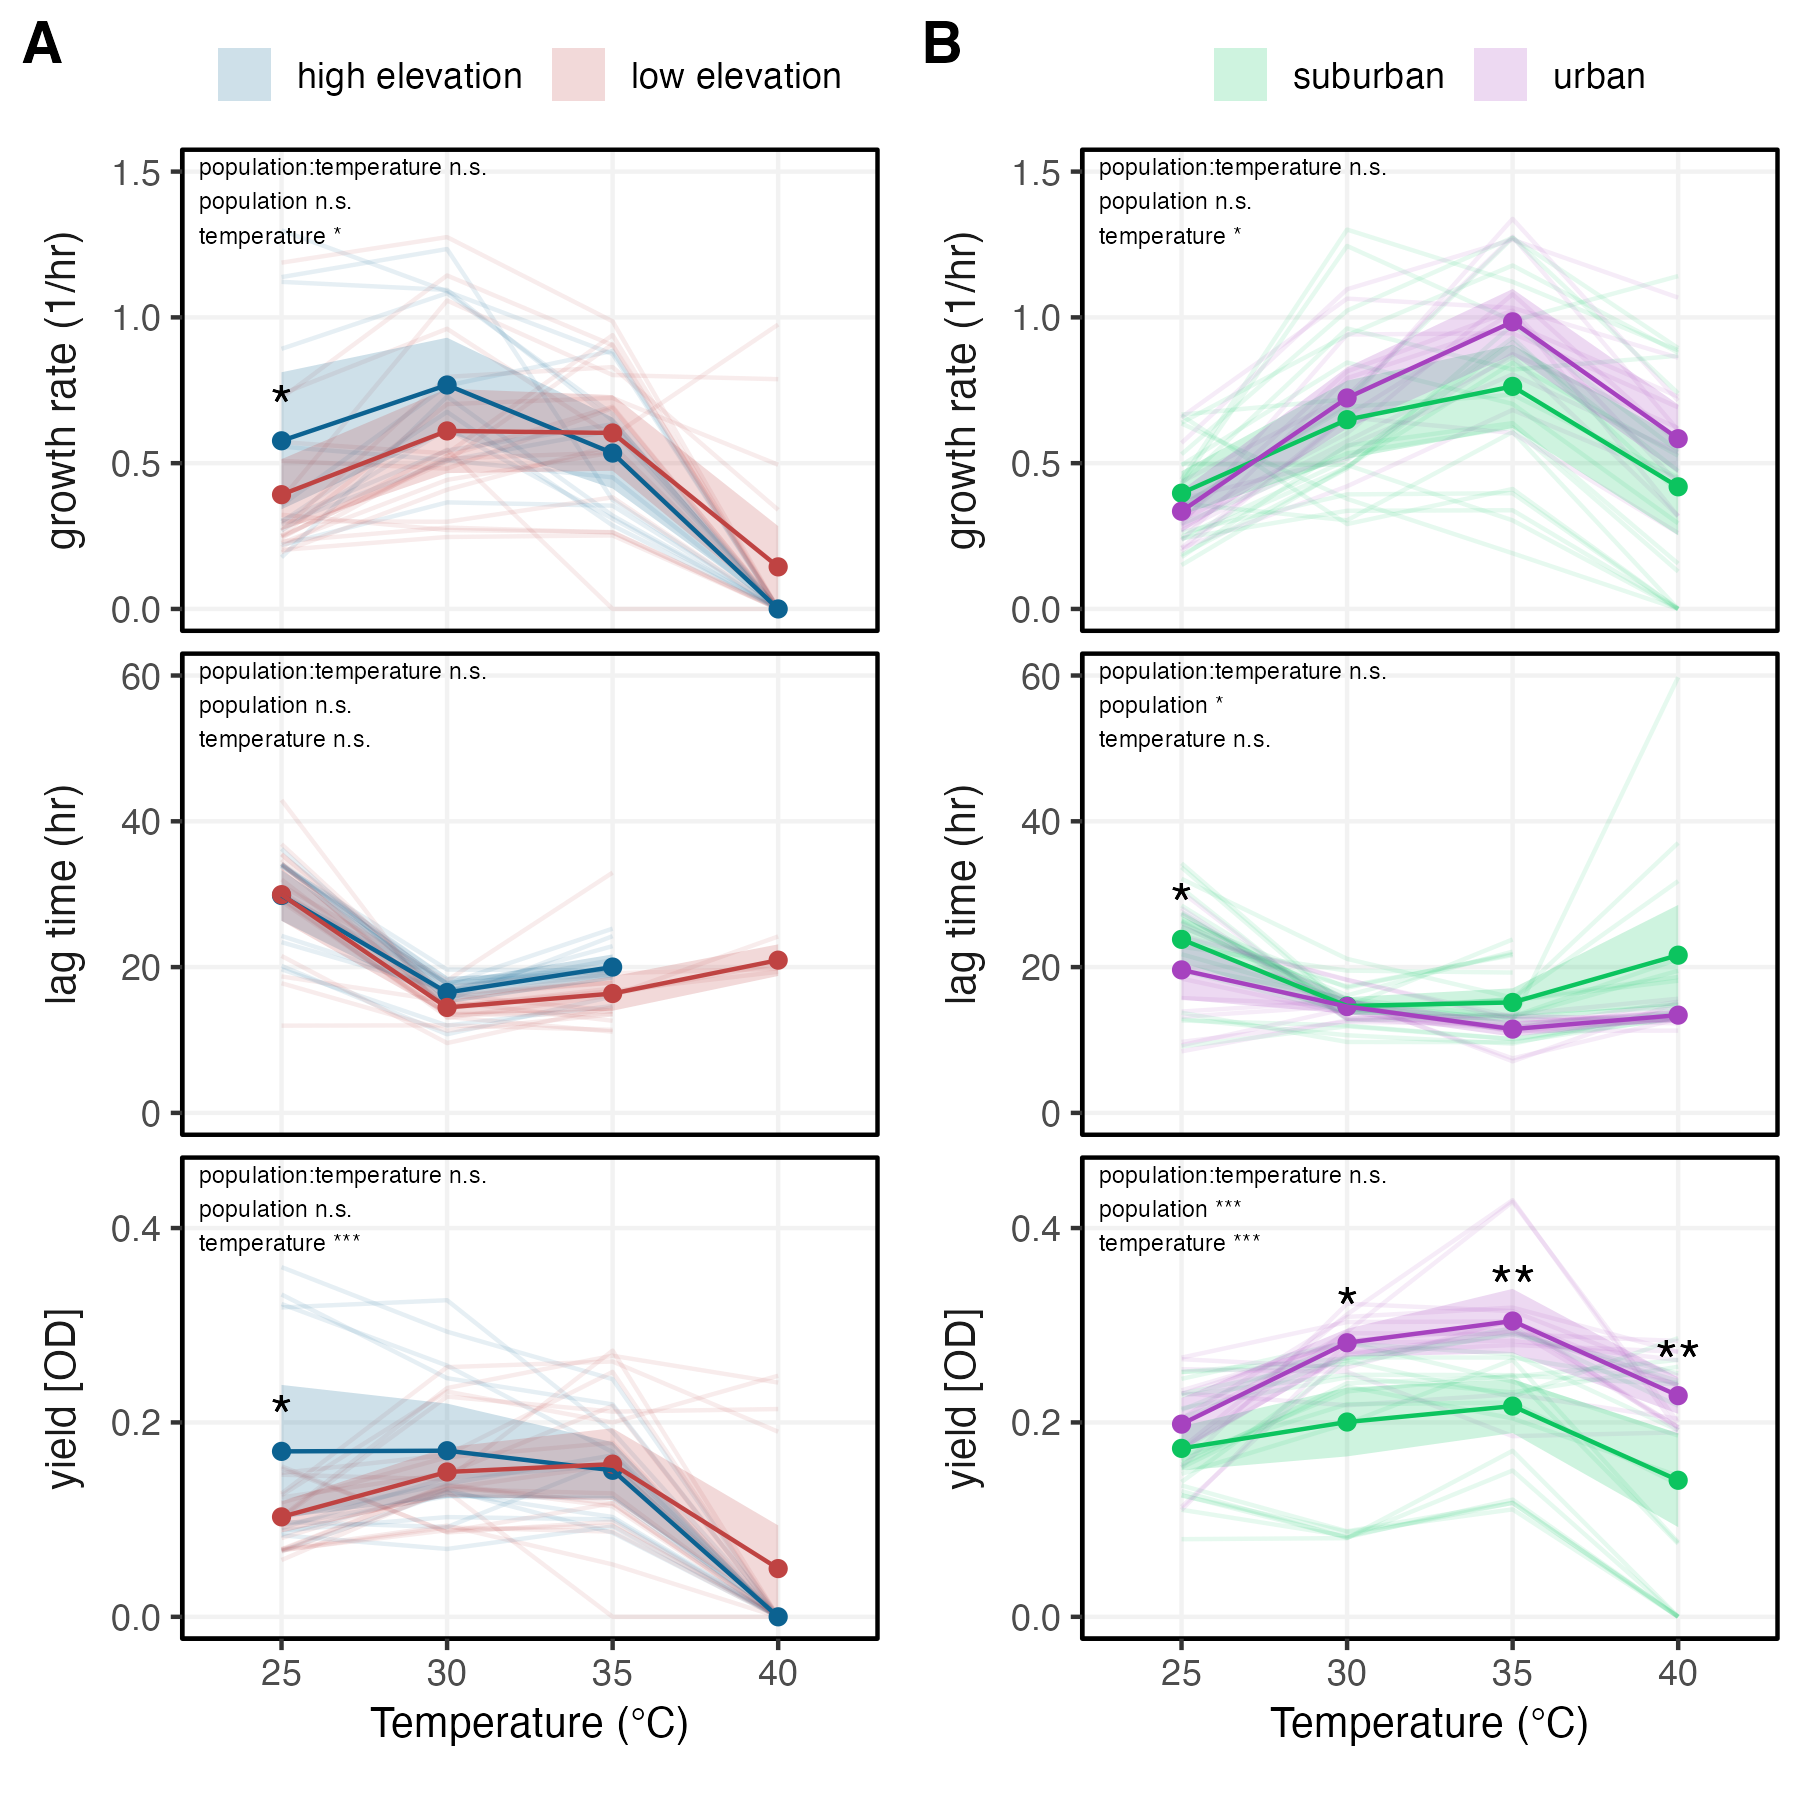 A
high elevation
low elevation
B
suburban
urban
growth rate (1/hr)
1.5
1.0
0.5
0.0
population:temperature n.s.
population n.s.
temperature *
*
growth rate (1/hr)
1.5
1.0
0.5
0.0
population:temperature n.s.
population n.s.
temperature *
lag time (hr)
60
40
20
0
population:temperature n.s.
population n.s.
temperature n.s.
lag time (hr)
60
40
20
0
population:temperature n.s.
population *
temperature n.s.
*
yield [OD]
0.4
0.2
0.0
population:temperature n.s.
population n.s.
temperature ***
*
25 30 35 40
Temperature (°C)
yield [OD]
0.4
0.2
0.0
population:temperature n.s.
population ***
temperature ***
*
**
**
25 30 35 40
Temperature (°C)